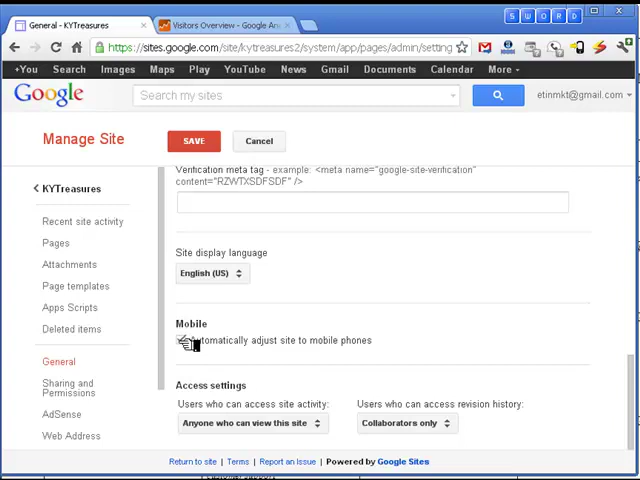 S W O R D
General - KYTreasures
Visitors Overview - Google An
https://sites.google.com/site/kytreasures2/system/app/pages/admin/setting
+You Search Images Maps Play YouTube News Gmail Documents Calendar More
Google
Search my sites
etinmkt@gmail.com
Manage Site
SAVE
Cancel
Verification meta tag - example: <meta name="google-site-verification"
content="RZWTXSDFSDF" />
KYTreasures
Recent site activity
Pages
Attachments
Page templates
Apps Scripts
Deleted items
General
Sharing and
Permissions
AdSense
Web Address
Site display language
English (US)
Mobile
Automatically adjust site to mobile phones
Access settings
Users who can access site activity:
Users who can access revision history:
Anyone who can view this site
Collaborators only
Return to site | Terms | Report an Issue | Powered by Google Sites